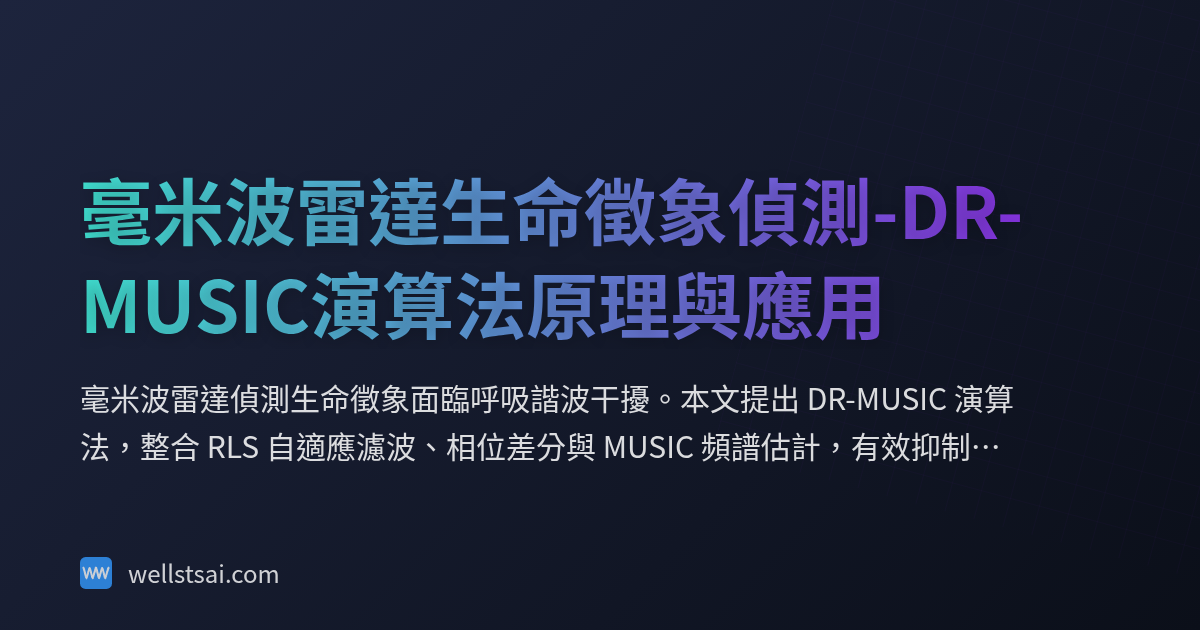 毫米波雷達生命徵象偵測-DR-
MUSIC演算法原理與應用
毫米波雷達偵測生命徵象面臨呼吸諧波干擾。本文提出 DR-MUSIC 演算
法，整合 RLS 自適應濾波、相位差分與 MUSIC 頻譜估計，有效抑制⋯
wellstsai.com